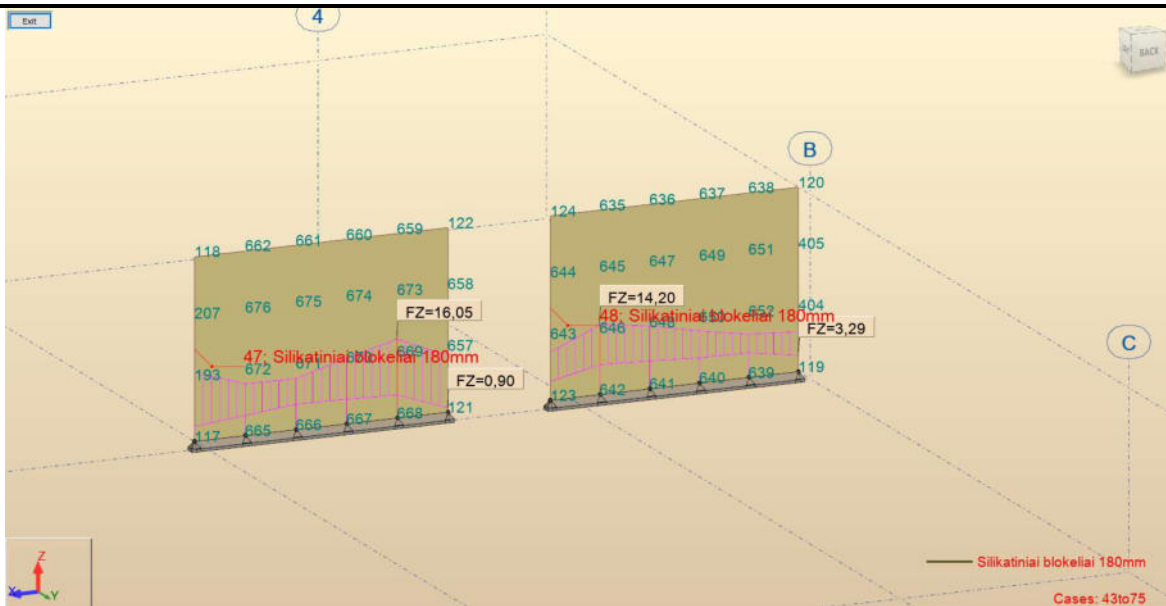 Exit
4
BACK
B
C
124 635 636 637 638 120
118 662 661 660 659 122
644 645 647 649 651 405
207 676 675 674 673 658
FZ=16,05
FZ=14,20
404
643 646 48; Silikatiniai blokeliai 180mm
FZ=3,29
193 672 671 669 657
47; Silikatiniai blokeliai 180mm
FZ=0,90
123 642 641 640 639 119
117 665 666 667 668 121
Z
X
Y
Silikatiniai blokeliai 180mm
Cases: 43to75